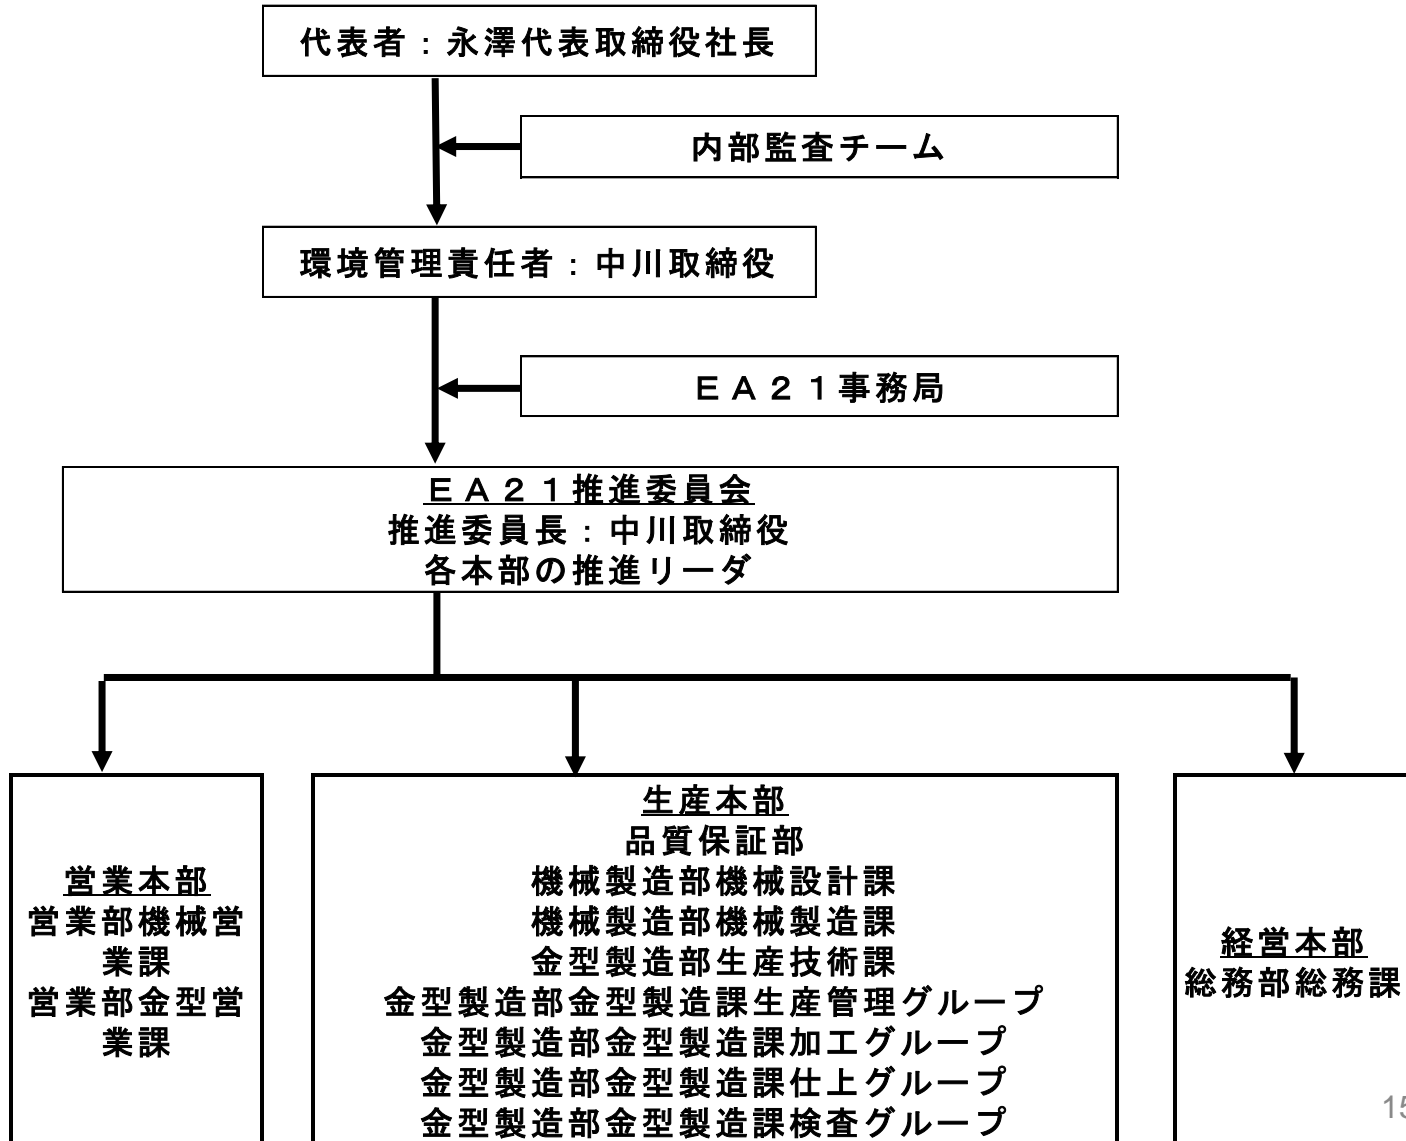 代表者：永澤代表取締役社長
内部監査チーム
環境管理責任者：中川取締役
ＥＡ２１事務局
ＥＡ２１推進委員会
推進委員長：中川取締役
各本部の推進リーダ
営業本部
営業部機械営
業課
営業部金型営
業課
生産本部
品質保証部
機械製造部機械設計課
機械製造部機械製造課
金型製造部生産技術課
金型製造部金型製造課生産管理グループ
金型製造部金型製造課加工グループ
金型製造部金型製造課仕上グループ
金型製造部金型製造課検査グループ
経営本部
総務部総務課
15